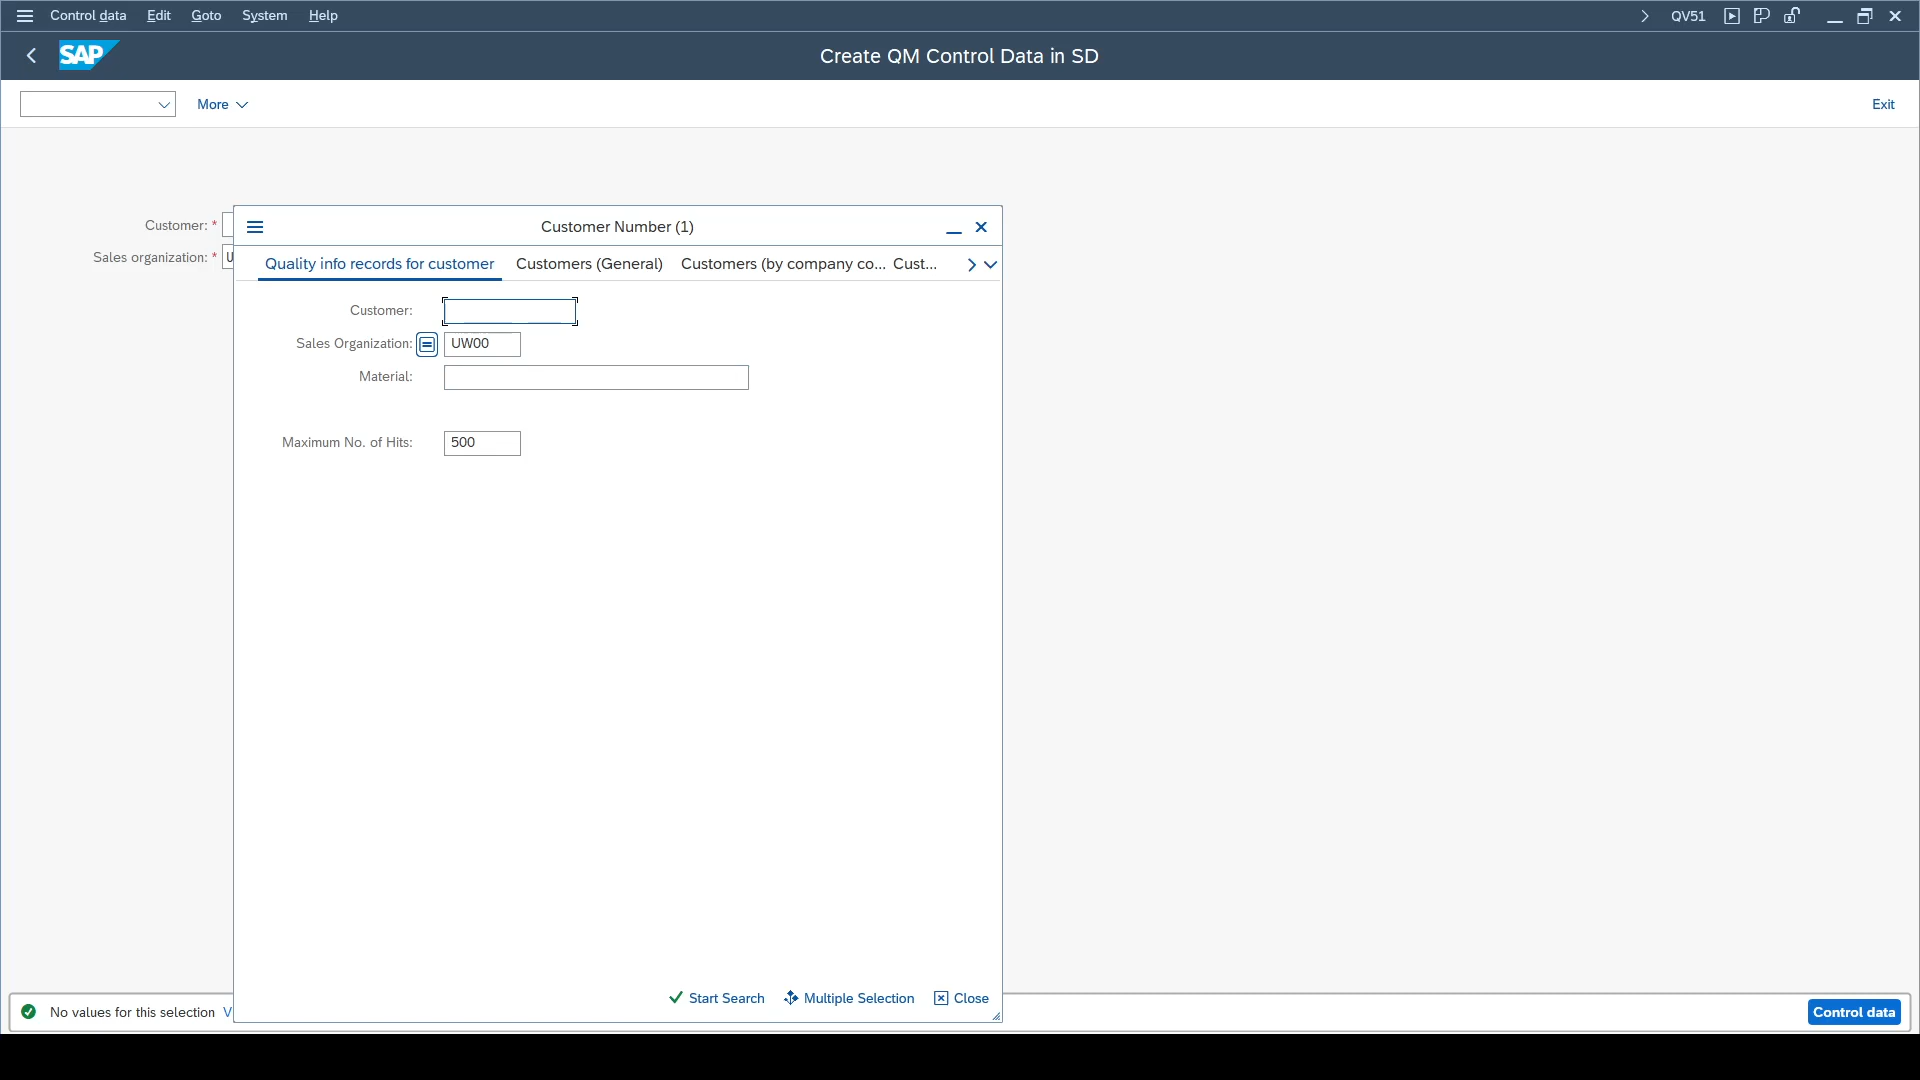 Control data Edit Goto System Help QV51
SAP Create QM Control Data in SD
More Exit
Customer: *
Sales organization: * U
Customer Number (1)
Quality info records for customer Customers (General) Customers (by company co... Cust...
Customer:
Sales Organization: UW00
Material:
Maximum No. of Hits: 500
Start Search Multiple Selection Close
No values for this selection V
Control data